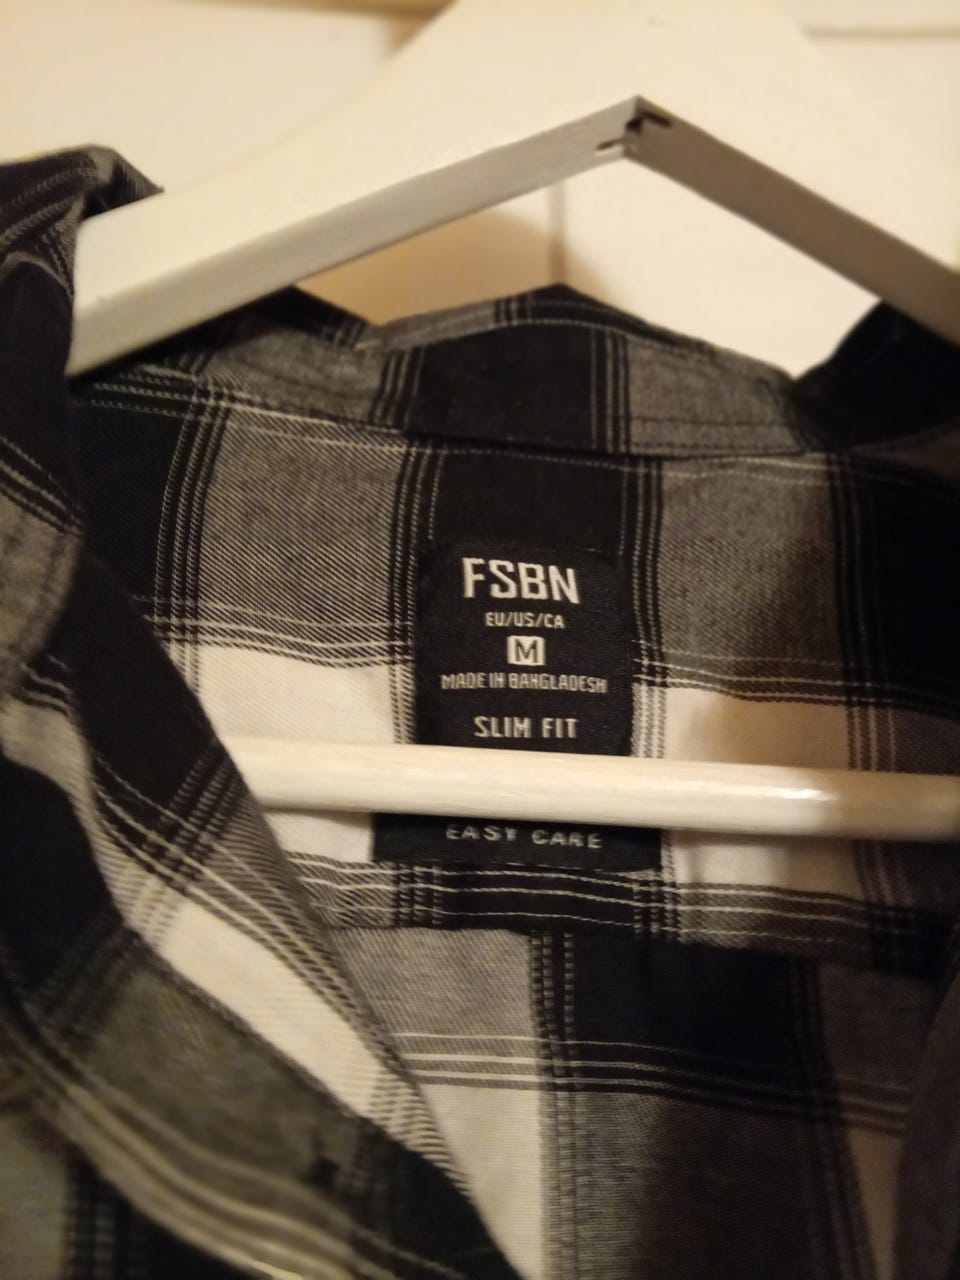 FSBN
EU/US/CA
M
MADE IN BANGLADESH
SLIM FIT
EASY CARE